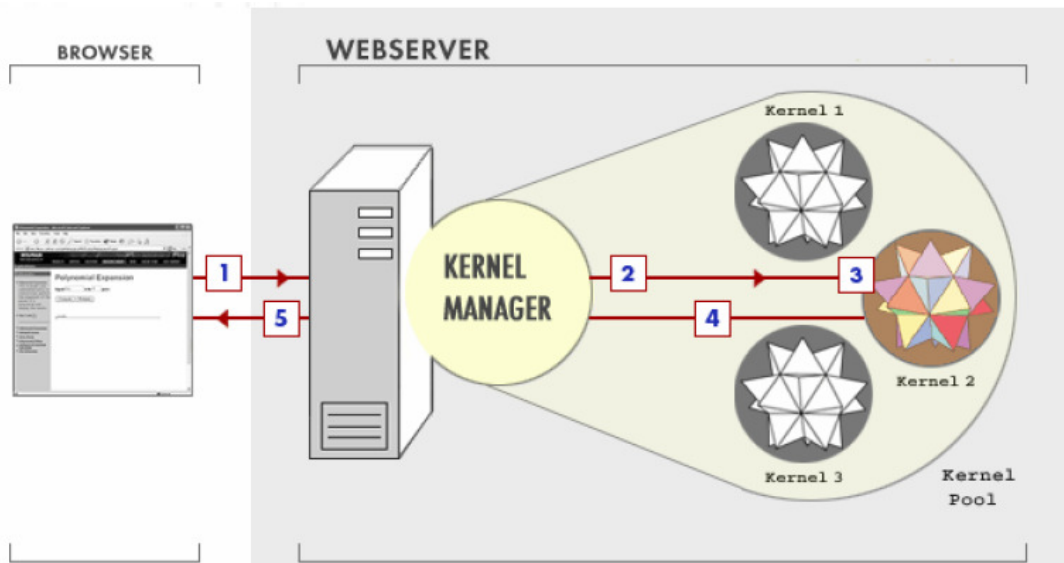 BROWSER
WEBSERVER
Kernel 1
Polynomial Expansion
1
2
3
KERNEL
MANAGER
5
4
Kernel 2
Kernel 3
Kernel
Pool